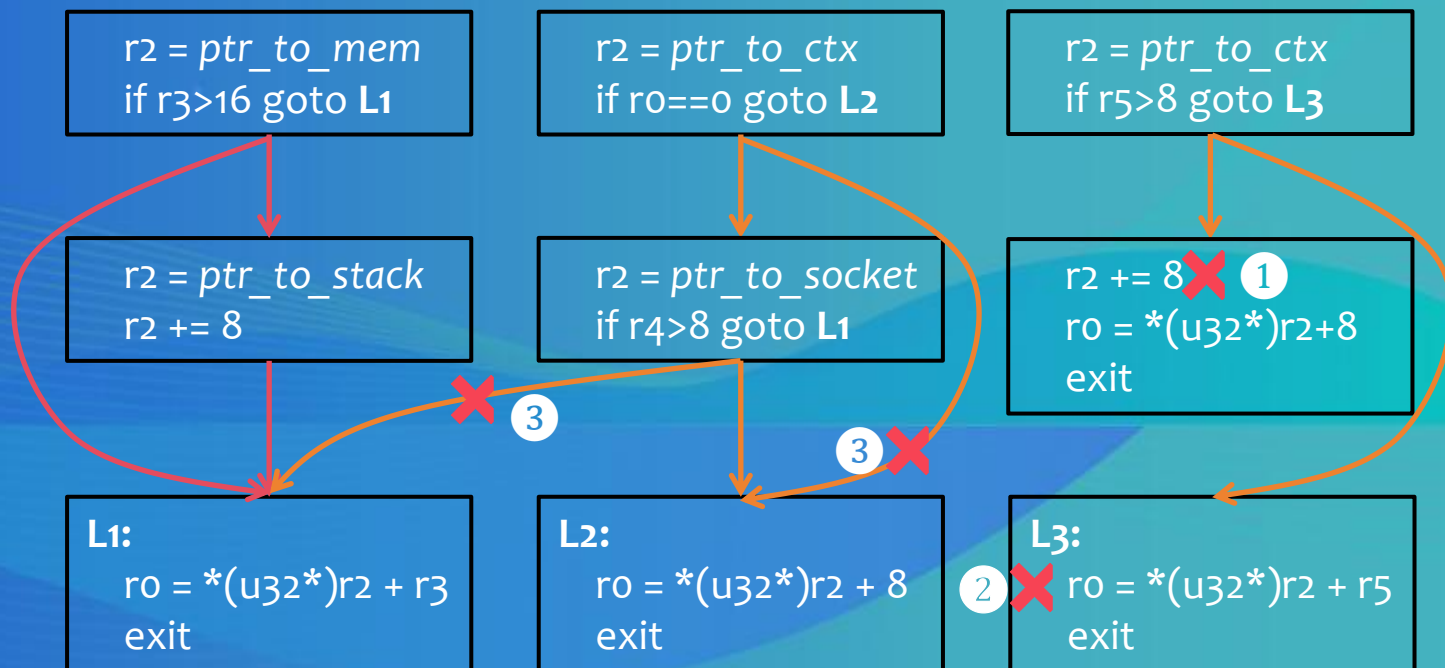 r2 = ptr_to_mem
if r3>16 goto L1
r2 = ptr_to_ctx
if r0==0 goto L2
r2 = ptr_to_ctx
if r5>8 goto L3
r2 = ptr_to_stack
r2 += 8
r2 = ptr_to_socket
if r4>8 goto L1
r2 += 8 1
r0 = *(u32*)r2+8
exit
3
3
L1:
r0 = *(u32*)r2 + r3
exit
L2:
r0 = *(u32*)r2 + 8
exit
L3:
2 r0 = *(u32*)r2 + r5
exit